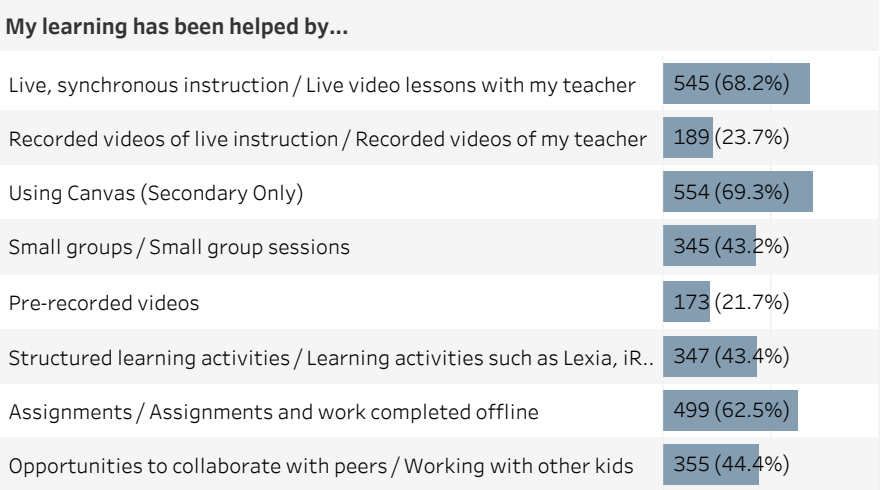 My learning has been helped by...
Live, synchronous instruction / Live video lessons with my teacher 545 (68.2%)
Recorded videos of live instruction / Recorded videos of my teacher 189 (23.7%)
Using Canvas (Secondary Only) 554 (69.3%)
Small groups / Small group sessions 345 (43.2%)
Pre-recorded videos 173 (21.7%)
Structured learning activities / Learning activities such as Lexia, iR.. 347 (43.4%)
Assignments / Assignments and work completed offline 499 (62.5%)
Opportunities to collaborate with peers / Working with other kids 355 (44.4%)